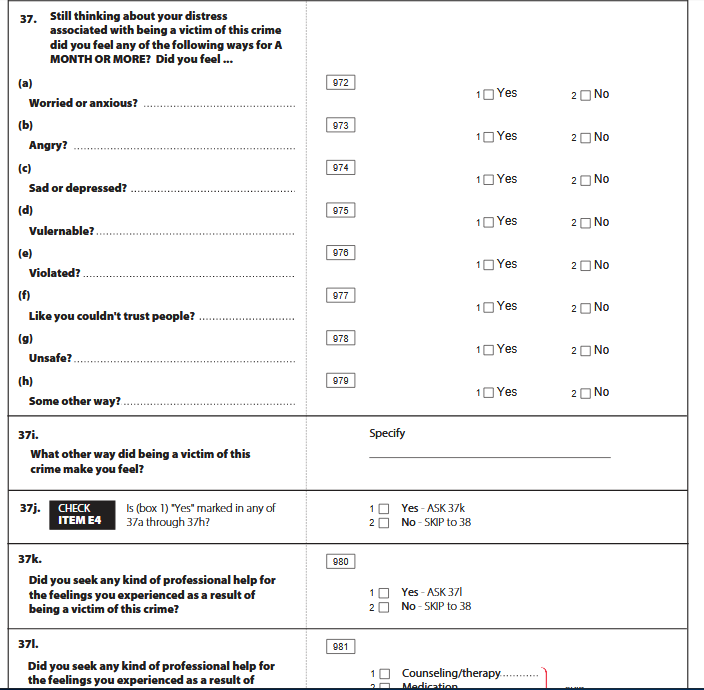 37. Still thinking about your distress
associated with being a victim of this crime
did you feel any of the following ways for A
MONTH OR MORE? Did you feel ...
(a)
Worried or anxious? ........................................ 972 1 Yes 2 No
(b)
Angry? ........................................ 973 1 Yes 2 No
(c)
Sad or depressed? ........................................ 974 1 Yes 2 No
(d)
Vulernable? ........................................ 975 1 Yes 2 No
(e)
Violated? ........................................ 976 1 Yes 2 No
(f)
Like you couldn't trust people? ........................................ 977 1 Yes 2 No
(g)
Unsafe? ........................................ 978 1 Yes 2 No
(h)
Some other way? ........................................ 979 1 Yes 2 No
37i. Specify
What other way did being a victim of this
crime make you feel?
37j. CHECK ITEM E4 Is (box 1) "Yes" marked in any of
37a through 37h?
1 Yes - ASK 37k
2 No - SKIP to 38
37k. 980
Did you seek any kind of professional help for
the feelings you experienced as a result of
being a victim of this crime?
1 Yes - ASK 37l
2 No - SKIP to 38
37l. 981
Did you seek any kind of professional help for
the feelings you experienced as a result of
1 Counseling/therapy............
2 Medication